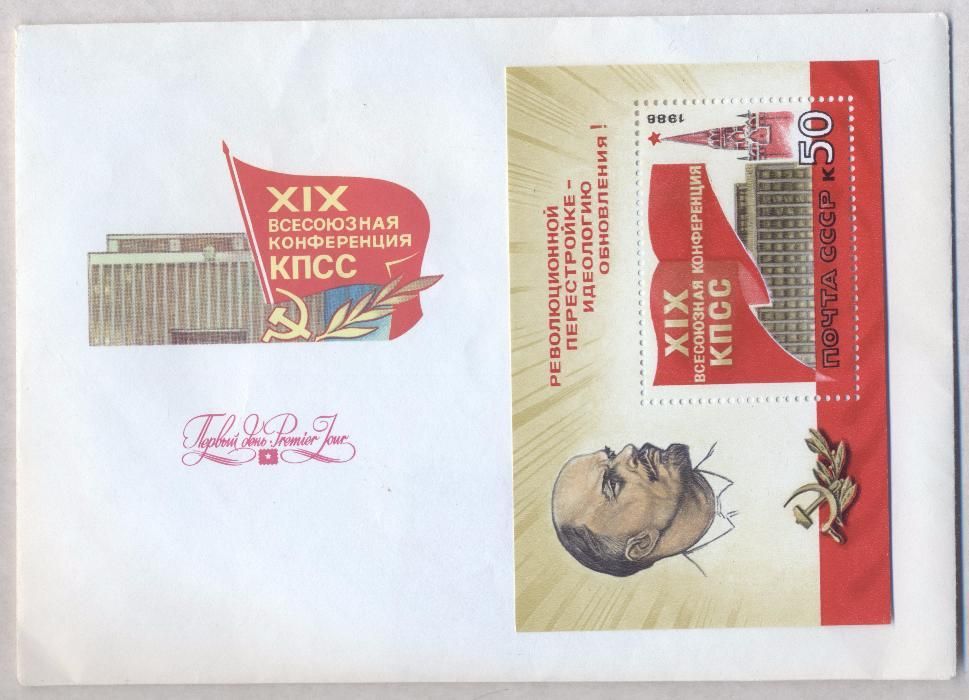 XIX
ВСЕСОЮЗНАЯ
КОНФЕРЕНЦИЯ
КПСС
Первый день · Premier Jour
РЕВОЛЮЦИОННОЙ
ПЕРЕСТРОЙКЕ –
ИДЕОЛОГИЮ
ОБНОВЛЕНИЯ!
1988
XIX
ВСЕСОЮЗНАЯ КОНФЕРЕНЦИЯ
КПСС
ПОЧТА СССР к50